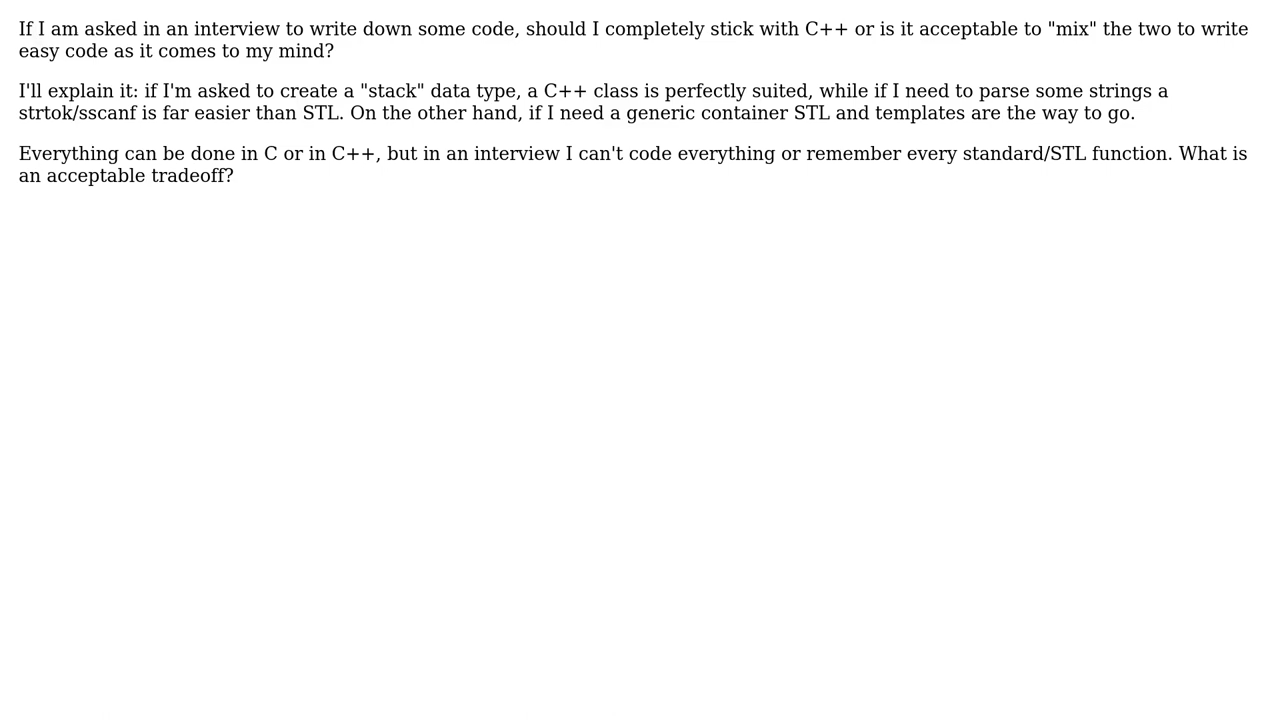 If I am asked in an interview to write down some code, should I completely stick with C++ or is it acceptable to "mix" the two to write
easy code as it comes to my mind?
I'll explain it: if I'm asked to create a "stack" data type, a C++ class is perfectly suited, while if I need to parse some strings a
strtok/sscanf is far easier than STL. On the other hand, if I need a generic container STL and templates are the way to go.
Everything can be done in C or in C++, but in an interview I can't code everything or remember every standard/STL function. What is
an acceptable tradeoff?